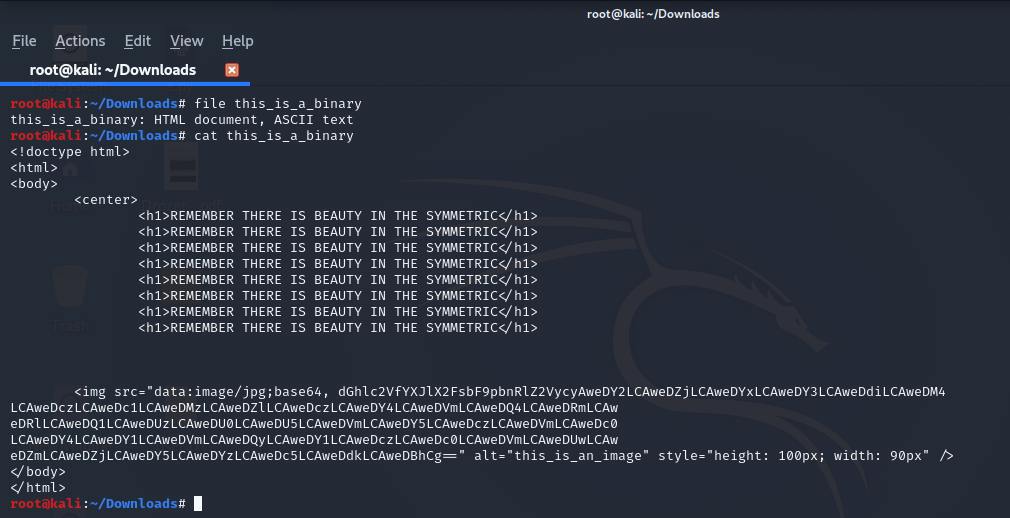 root@kali: ~/Downloads
File Actions Edit View Help
root@kali: ~/Downloads
root@kali:~/Downloads# file this_is_a_binary
this_is_a_binary: HTML document, ASCII text
root@kali:~/Downloads# cat this_is_a_binary
<!doctype html>
<html>
<body>
<center>
<h1>REMEMBER THERE IS BEAUTY IN THE SYMMETRIC</h1>
<h1>REMEMBER THERE IS BEAUTY IN THE SYMMETRIC</h1>
<h1>REMEMBER THERE IS BEAUTY IN THE SYMMETRIC</h1>
<h1>REMEMBER THERE IS BEAUTY IN THE SYMMETRIC</h1>
<h1>REMEMBER THERE IS BEAUTY IN THE SYMMETRIC</h1>
<h1>REMEMBER THERE IS BEAUTY IN THE SYMMETRIC</h1>
<h1>REMEMBER THERE IS BEAUTY IN THE SYMMETRIC</h1>
<h1>REMEMBER THERE IS BEAUTY IN THE SYMMETRIC</h1>
<img src="data:image/jpg;base64, dGhlc2VfYXJlX2FsbF9pbnRlZ2VycyAweDY2LCAweDZjLCAweDYxLCAweDY3LCAweDdiLCAweDM4
LCAweDczLCAweDc1LCAweDMzLCAweDZlLCAweDczLCAweDY4LCAweDVmLCAweDQ4LCAweDRmLCAw
eDRlLCAweDQ1LCAweDUzLCAweDU0LCAweDU5LCAweDVmLCAweDY5LCAweDczLCAweDVmLCAweDc0
LCAweDY4LCAweDY1LCAweDVmLCAweDQyLCAweDY1LCAweDczLCAweDc0LCAweDVmLCAweDUwLCAw
eDZmLCAweDZjLCAweDY5LCAweDYzLCAweDc5LCAweDdkLCAweDBhCg==" alt="this_is_an_image" style="height: 100px; width: 90px" />
</body>
</html>
root@kali:~/Downloads#
Trash